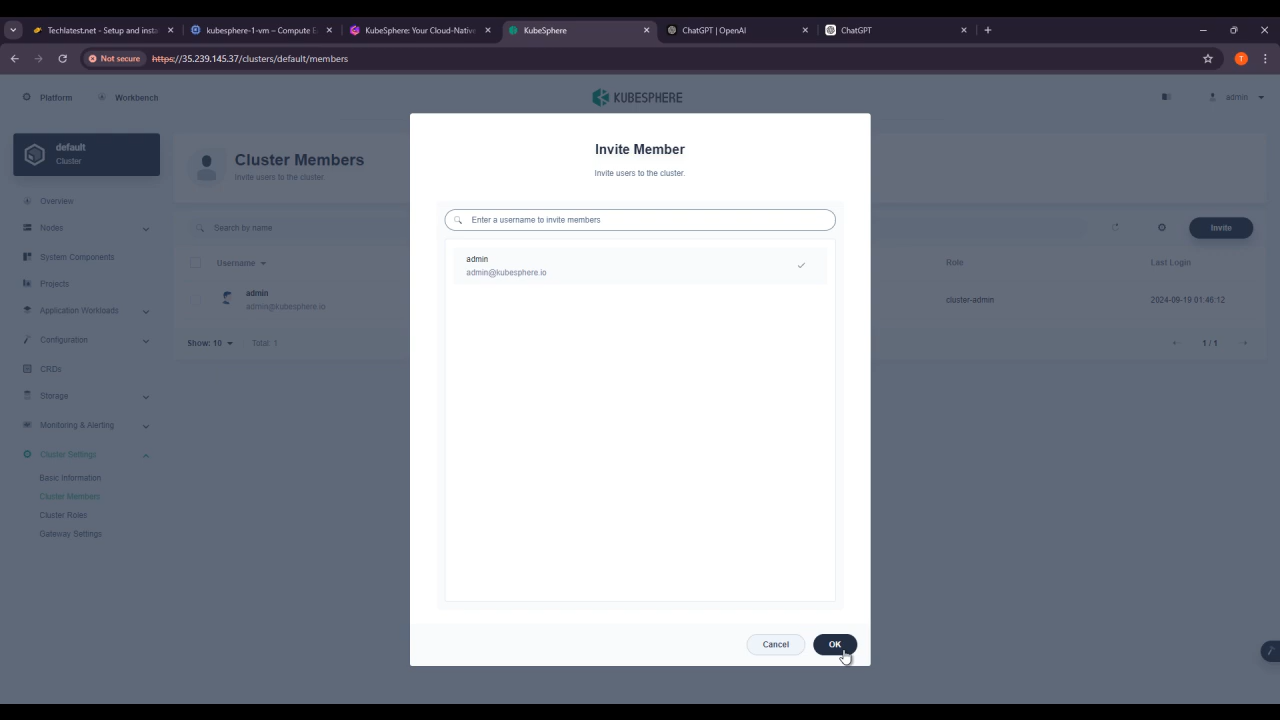 Techlatest.net - Setup and insta
kubesphere-1-vm – Compute E
KubeSphere: Your Cloud-Native
KubeSphere
ChatGPT | OpenAI
ChatGPT
Not secure
https://35.239.145.37/clusters/default/members
T
Platform
Workbench
KUBESPHERE
admin
default
Cluster
Overview
Nodes
System Components
Projects
Application Workloads
Configuration
CRDs
Storage
Monitoring & Alerting
Cluster Settings
Basic Information
Cluster Members
Cluster Roles
Gateway Settings
Cluster Members
Invite users to the cluster.
Search by name
Invite
Username
Role
Last Login
admin
admin@kubesphere.io
cluster-admin
2024-09-19 01:46:12
Show: 10
Total: 1
1 / 1
Invite Member
Invite users to the cluster.
Enter a username to invite members
admin
admin@kubesphere.io
Cancel
OK